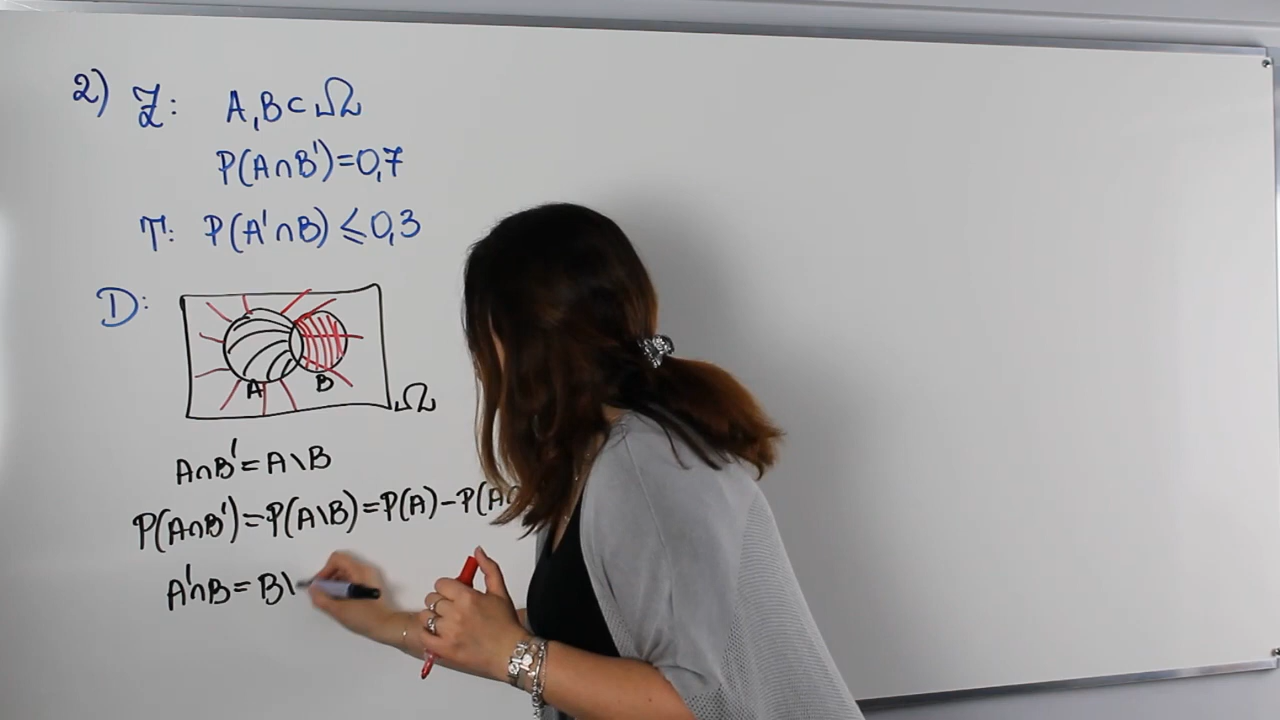 2) Z: A,B ⊂ Ω
P(A∩B')=0,7
T: P(A'∩B) ≤ 0,3
D:
A B
Ω
A∩B' = A\B
P(A∩B')=P(A\B)=P(A)-P(A∩
A'∩B = B\